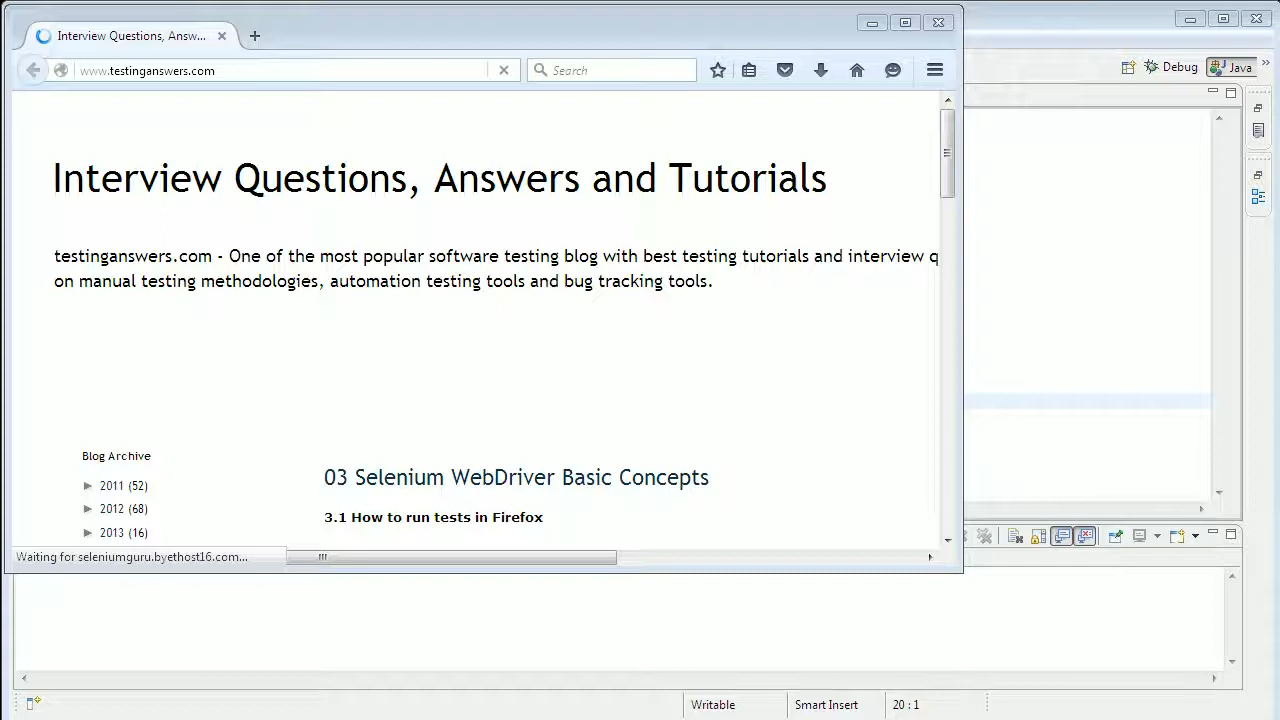 Interview Questions, Answ...
www.testinganswers.com
Search
Debug
Java
Interview Questions, Answers and Tutorials
testinganswers.com - One of the most popular software testing blog with best testing tutorials and interview q
on manual testing methodologies, automation testing tools and bug tracking tools.
Blog Archive
03 Selenium WebDriver Basic Concepts
2011 (52)
2012 (68)
3.1 How to run tests in Firefox
2013 (16)
Waiting for seleniumguru.byethost16.com...
Writable
Smart Insert
20 : 1